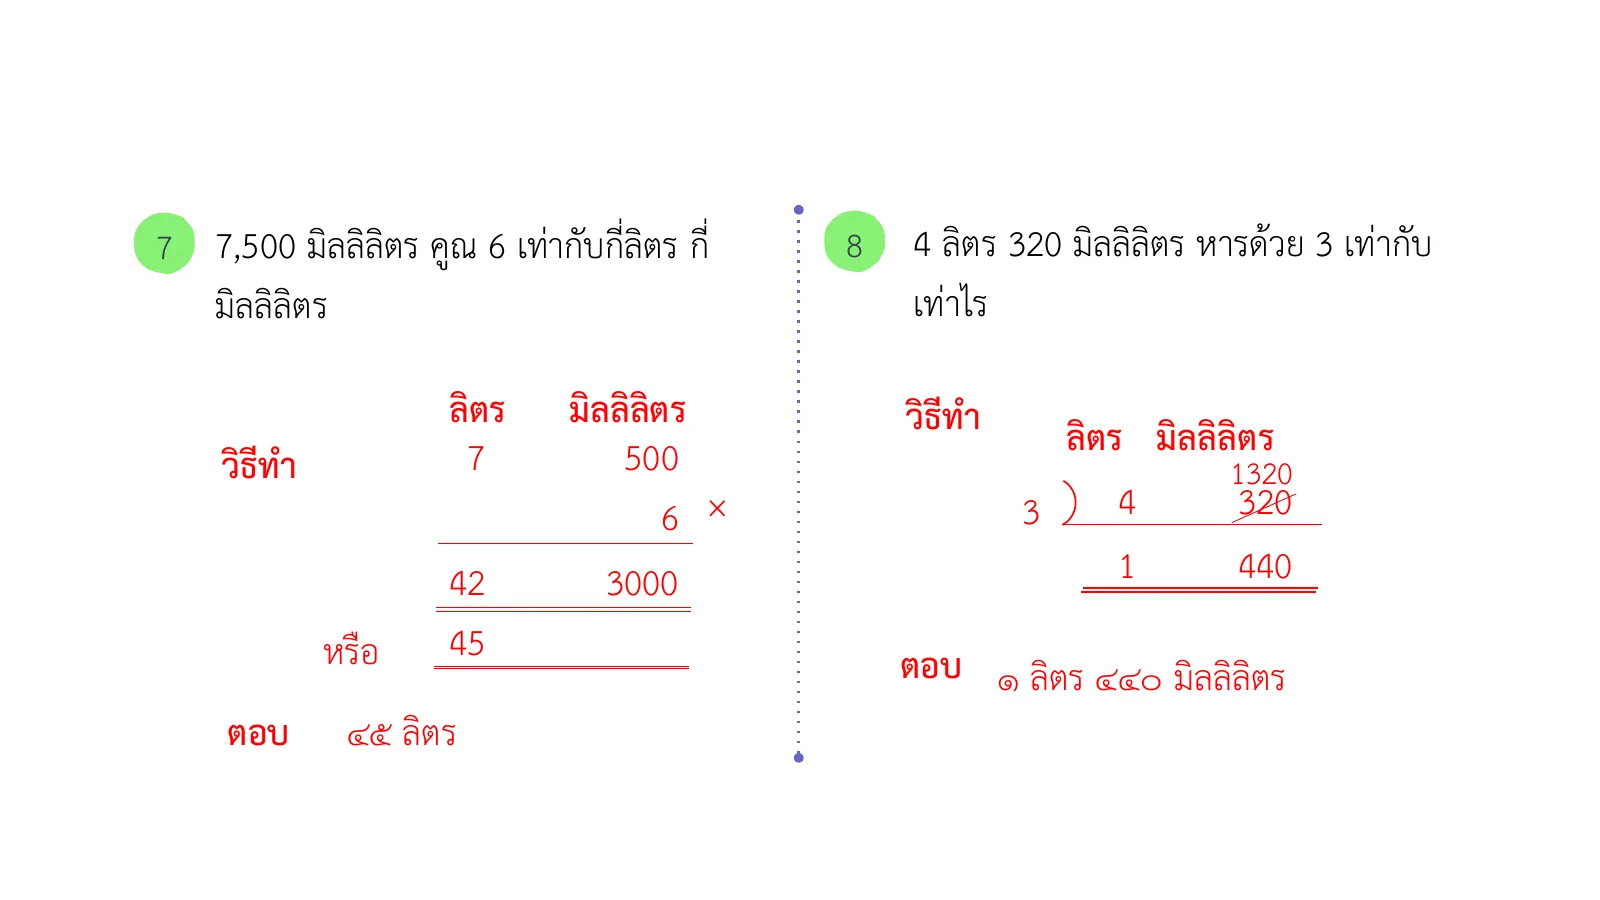 7
7,500 มิลลิลิตร คูณ 6 เท่ากับกี่ลิตร กี่
มิลลิลิตร
ลิตร มิลลิลิตร
วิธีทำ
7 500
6 ×
42 3000
หรือ 45
ตอบ ๔๕ ลิตร
8
4 ลิตร 320 มิลลิลิตร หารด้วย 3 เท่ากับ
เท่าไร
วิธีทำ
ลิตร มิลลิลิตร
1320
3 ) 4 320
1 440
ตอบ ๑ ลิตร ๔๔๐ มิลลิลิตร